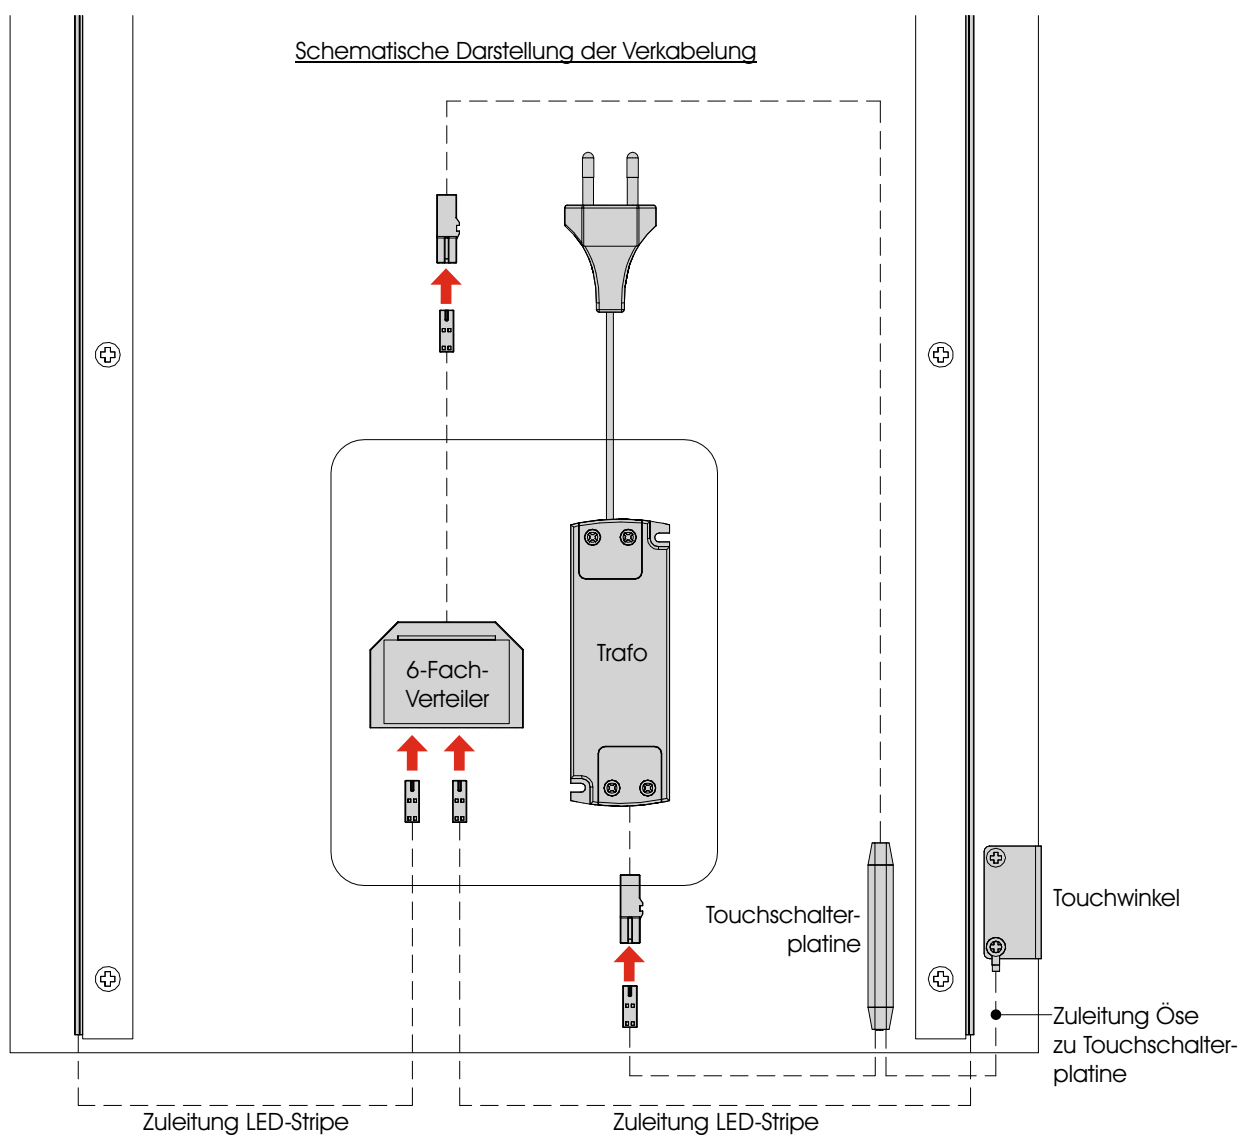 Schematische Darstellung der Verkabelung
6-Fach-
Verteiler
Trafo
Touchschalter-
platine
Touchwinkel
Zuleitung Öse
zu Touchschalter-
platine
Zuleitung LED-Stripe
Zuleitung LED-Stripe